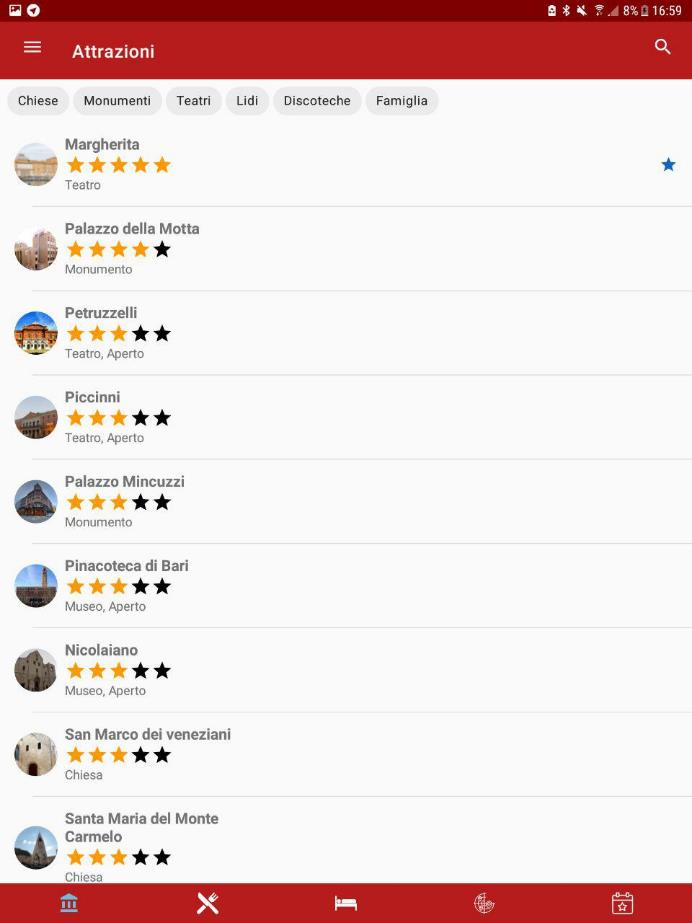 8% 16:59
Attrazioni
Chiese Monumenti Teatri Lidi Discoteche Famiglia
Margherita
Teatro
Palazzo della Motta
Monumento
Petruzzelli
Teatro, Aperto
Piccinni
Teatro, Aperto
Palazzo Mincuzzi
Monumento
Pinacoteca di Bari
Museo, Aperto
Nicolaiano
Museo, Aperto
San Marco dei veneziani
Chiesa
Santa Maria del Monte
Carmelo
Chiesa